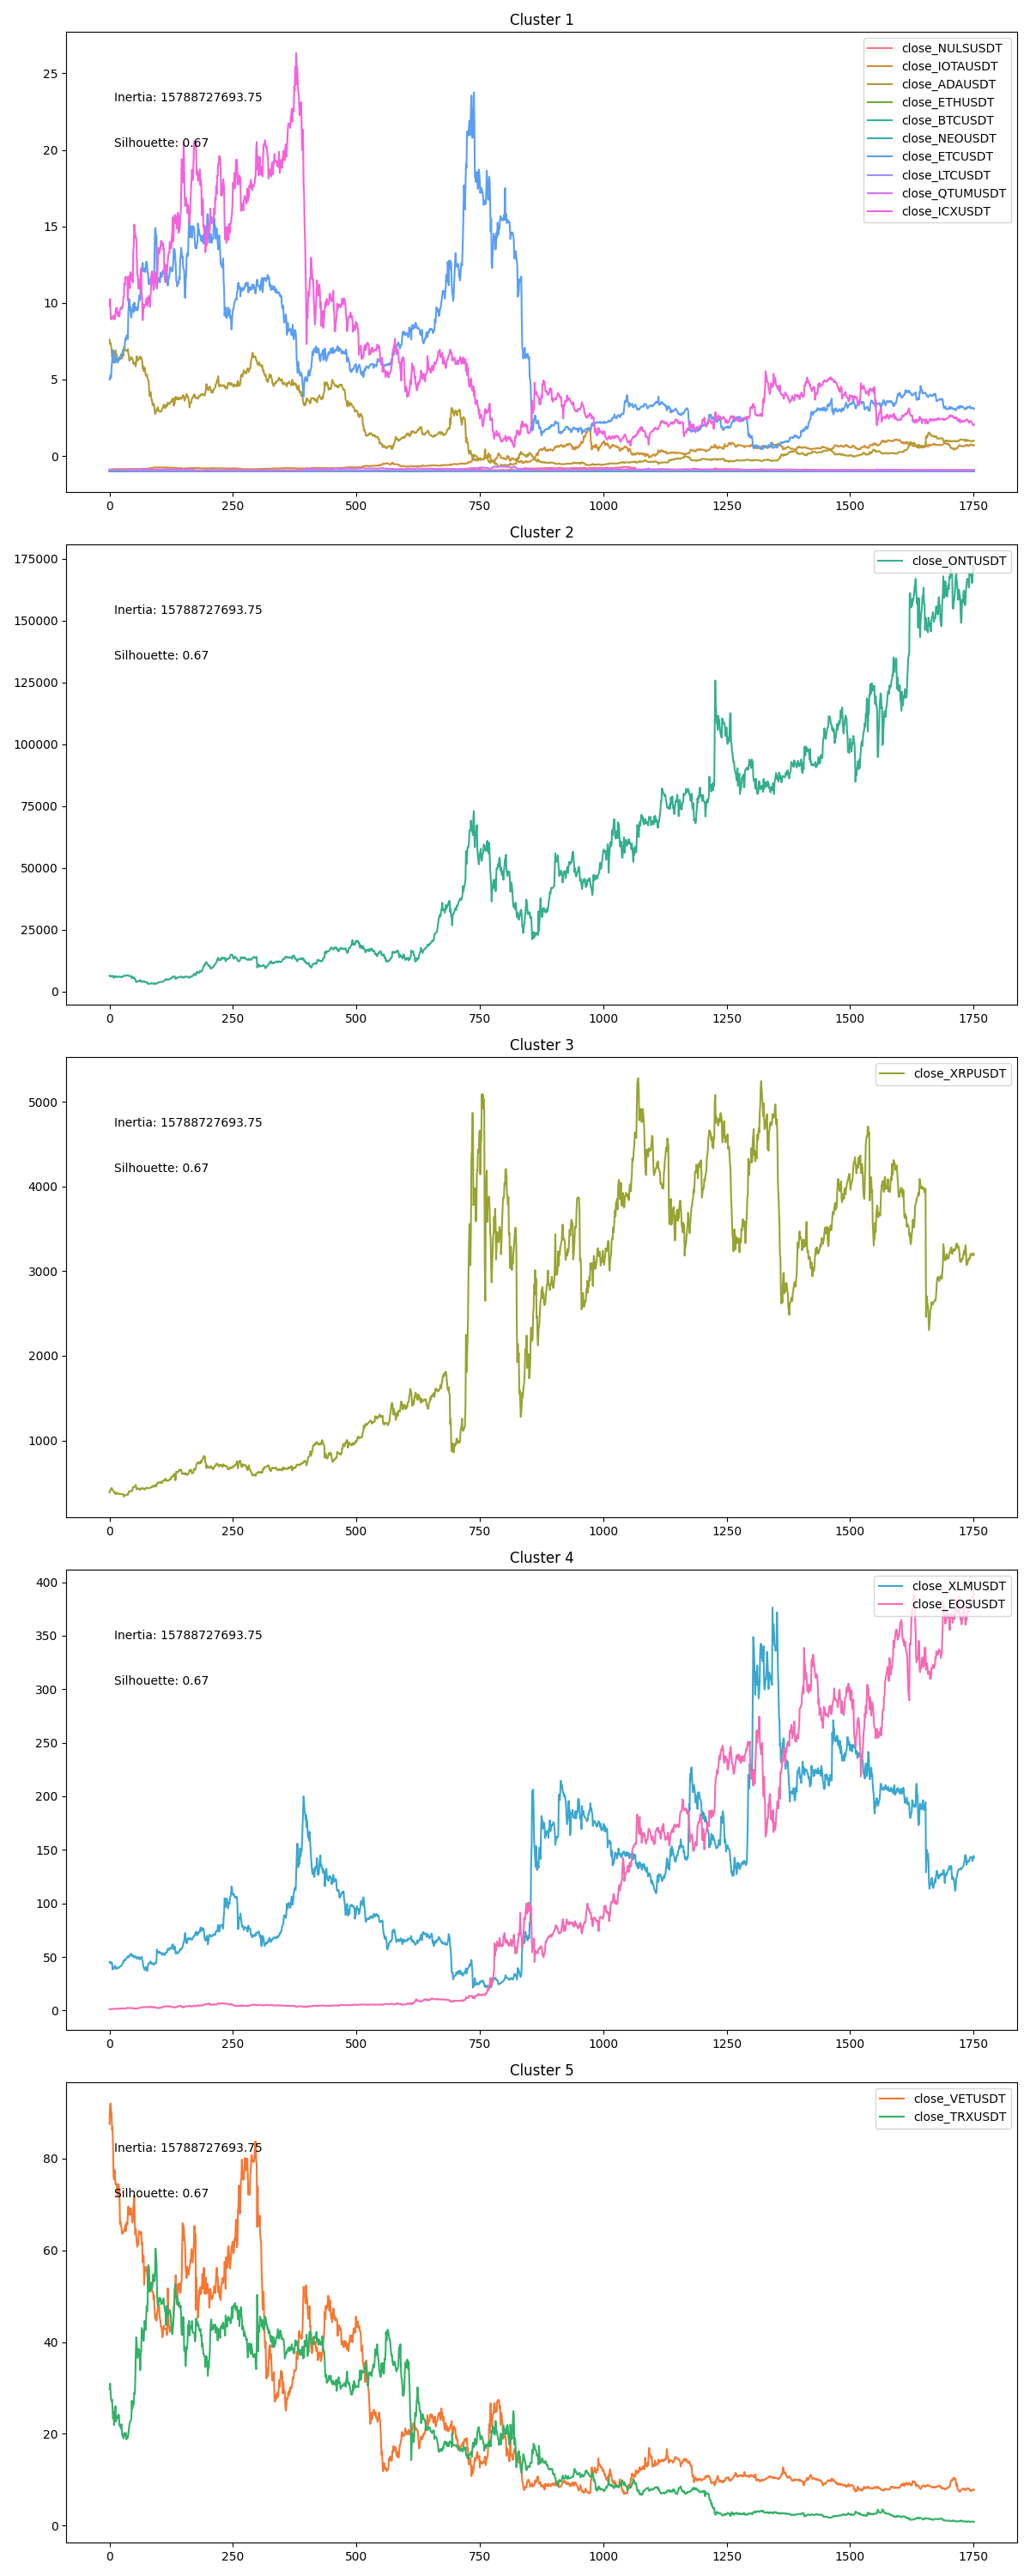 Cluster 1
25
20
15
10
5
0
Inertia: 15788727693.75
Silhouette: 0.67
close_NULSUSDT
close_IOTAUSDT
close_ADAUSDT
close_ETHUSDT
close_BTCUSDT
close_NEOUSDT
close_ETCUSDT
close_LTCUSDT
close_QTUMUSDT
close_ICXUSDT
0 250 500 750 1000 1250 1500 1750
Cluster 2
175000
150000
125000
100000
75000
50000
25000
0
Inertia: 15788727693.75
Silhouette: 0.67
close_ONTUSDT
0 250 500 750 1000 1250 1500 1750
Cluster 3
5000
4000
3000
2000
1000
Inertia: 15788727693.75
Silhouette: 0.67
close_XRPUSDT
0 250 500 750 1000 1250 1500 1750
Cluster 4
400
350
300
250
200
150
100
50
0
Inertia: 15788727693.75
Silhouette: 0.67
close_XLMUSDT
close_EOSUSDT
0 250 500 750 1000 1250 1500 1750
Cluster 5
80
60
40
20
0
Inertia: 15788727693.75
Silhouette: 0.67
close_VETUSDT
close_TRXUSDT
0 250 500 750 1000 1250 1500 1750